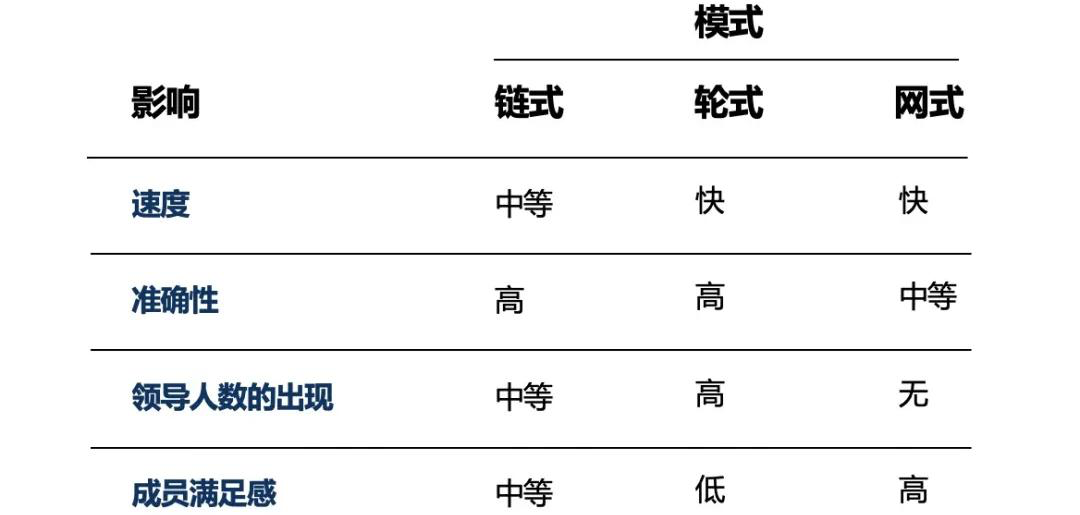 模式
影响 链式 轮式 网式
速度 中等 快 快
准确性 高 高 中等
领导人数的出现 中等 高 无
成员满足感 中等 低 高